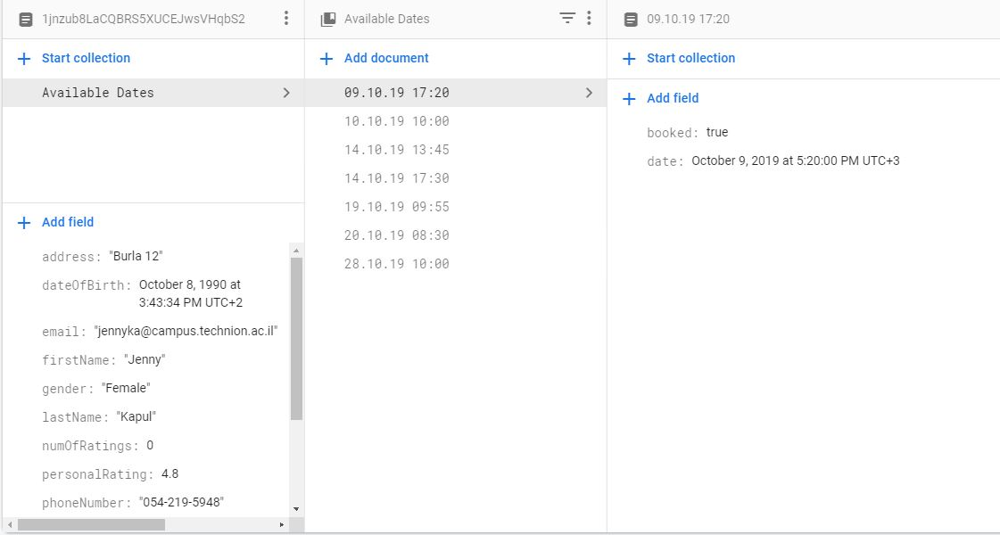 1jnzub8LaCQBRS5XUCEJwsVHqbS2
Start collection
Available Dates
Add field
address: "Burla 12"
dateOfBirth: October 8, 1990 at
3:43:34 PM UTC+2
email: "jennyka@campus.technion.ac.il"
firstName: "Jenny"
gender: "Female"
lastName: "Kapul"
numOfRatings: 0
personalRating: 4.8
phoneNumber: "054-219-5948"
Available Dates
Add document
09.10.19 17:20
10.10.19 10:00
14.10.19 13:45
14.10.19 17:30
19.10.19 09:55
20.10.19 08:30
28.10.19 10:00
09.10.19 17:20
Start collection
Add field
booked: true
date: October 9, 2019 at 5:20:00 PM UTC+3